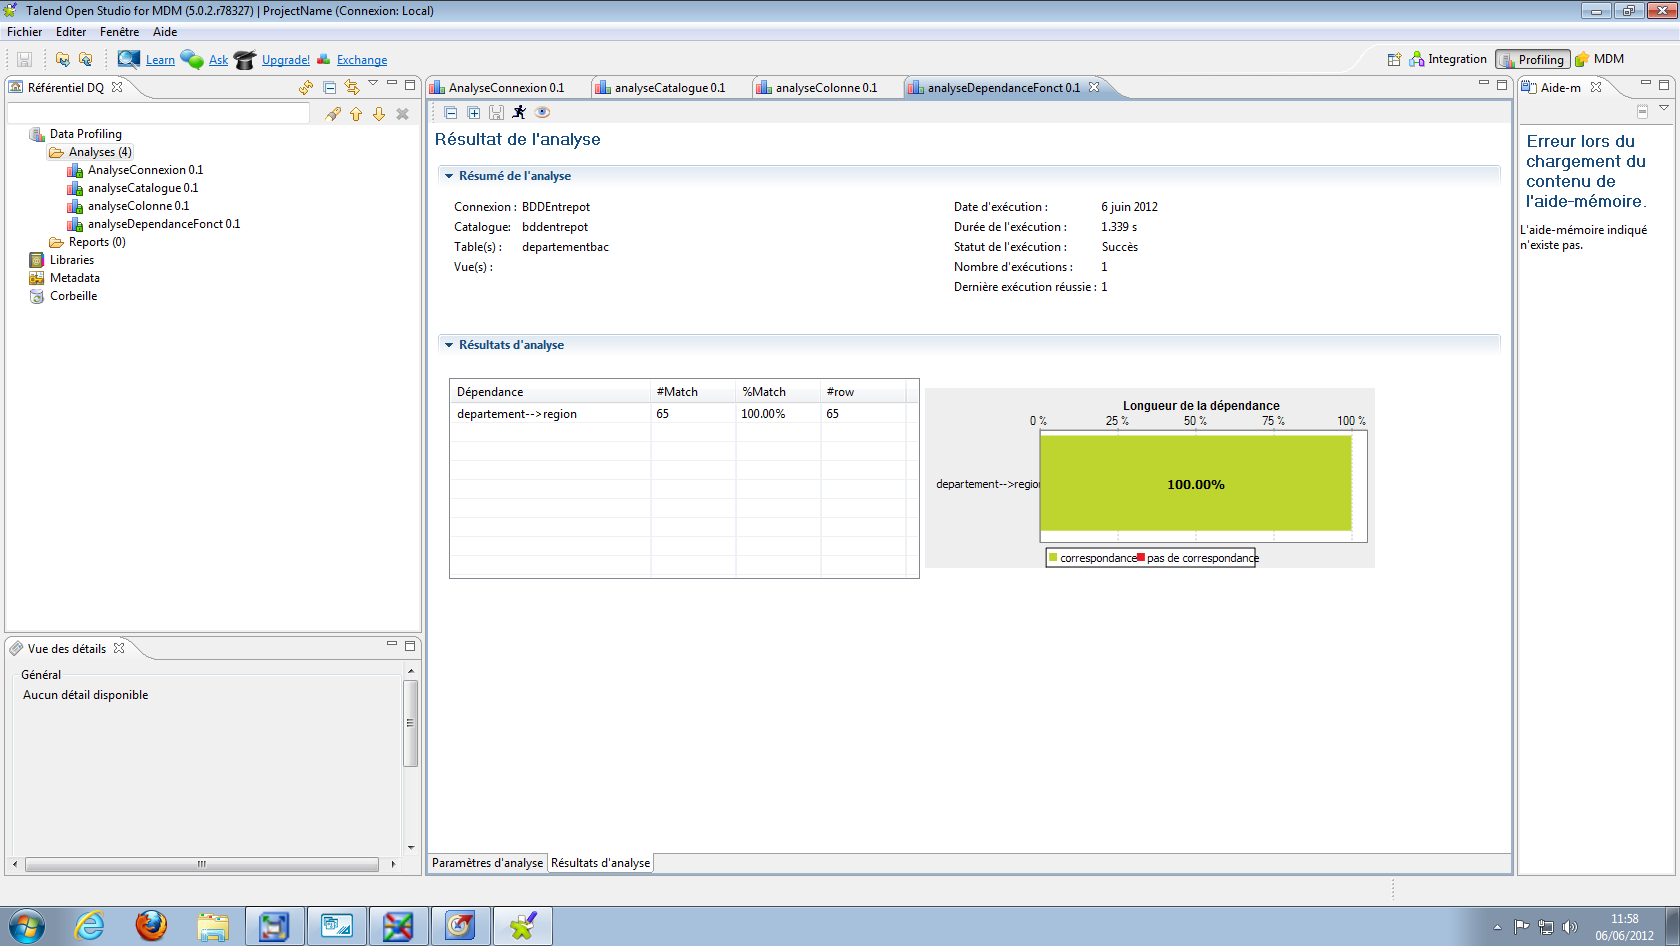 Talend Open Studio for MDM (5.0.2.r78327) | ProjectName (Connexion: Local)
Fichier Editer Fenêtre Aide
Learn Ask Upgrade! Exchange
Integration Profiling MDM
Référentiel DQ
Data Profiling
Analyses (4)
AnalyseConnexion 0.1
analyseCatalogue 0.1
analyseColonne 0.1
analyseDependanceFonct 0.1
Reports (0)
Libraries
Metadata
Corbeille
Vue des détails
Général
Aucun détail disponible
AnalyseConnexion 0.1 analyseCatalogue 0.1 analyseColonne 0.1 analyseDependanceFonct 0.1
Résultat de l'analyse
Résumé de l'analyse
Connexion : BDDEntrepot
Catalogue: bddentrepot
Table(s) : departementbac
Vue(s) :
Date d'exécution : 6 juin 2012
Durée de l'exécution : 1.339 s
Statut de l'exécution : Succès
Nombre d'exécutions : 1
Dernière exécution réussie : 1
Résultats d'analyse
Dépendance #Match %Match #row
departement-->region 65 100.00% 65
Longueur de la dépendance
0 % 25 % 50 % 75 % 100 %
departement-->regio
100.00%
correspondance pas de correspondance
Paramètres d'analyse Résultats d'analyse
Aide-m
Erreur lors du
chargement du
contenu de
l'aide-mémoire.
L'aide-mémoire indiqué
n'existe pas.
11:58
06/06/2012